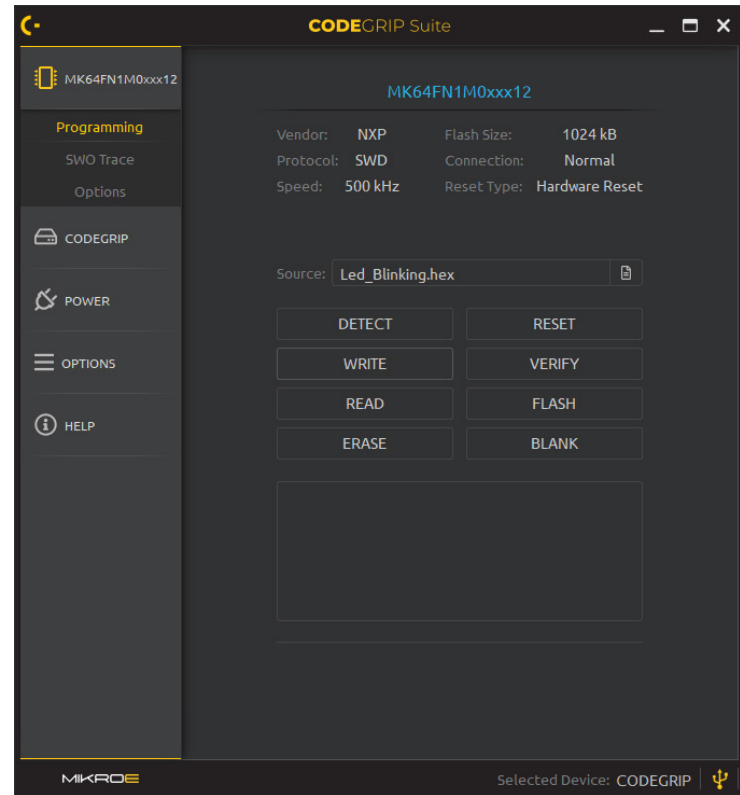 CODEGRIP Suite
MK64FN1M0xxx12
Programming
SWO Trace
Options
CODEGRIP
POWER
OPTIONS
HELP
MK64FN1M0xxx12
Vendor: NXP Flash Size: 1024 kB
Protocol: SWD Connection: Normal
Speed: 500 kHz Reset Type: Hardware Reset
Source: Led_Blinking.hex
DETECT RESET
WRITE VERIFY
READ FLASH
ERASE BLANK
MIKROE
Selected Device: CODEGRIP